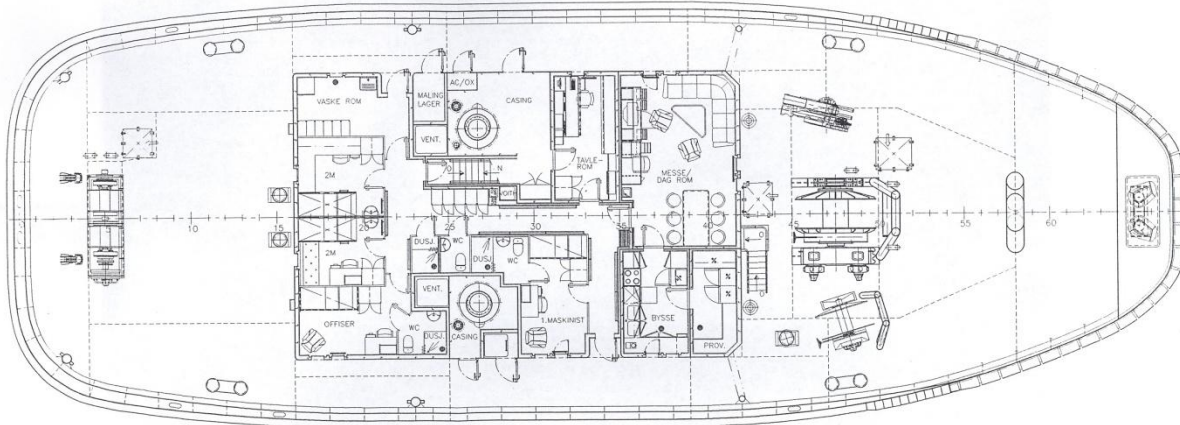 VASKE ROM
MALING
LAGER
AC/OX
CASING
VENT.
TAVLE-
ROM
MESSE/
DAG ROM
2M
O
N
VOITH
10
15
20
25
30
35
40
45
50
55
60
2M
DUSJ.
WC
DUSJ.
WC
VENT.
OFFISER
WC
DUSJ.
CASING
1.MASKINIST
BYSSE
PROV.
O